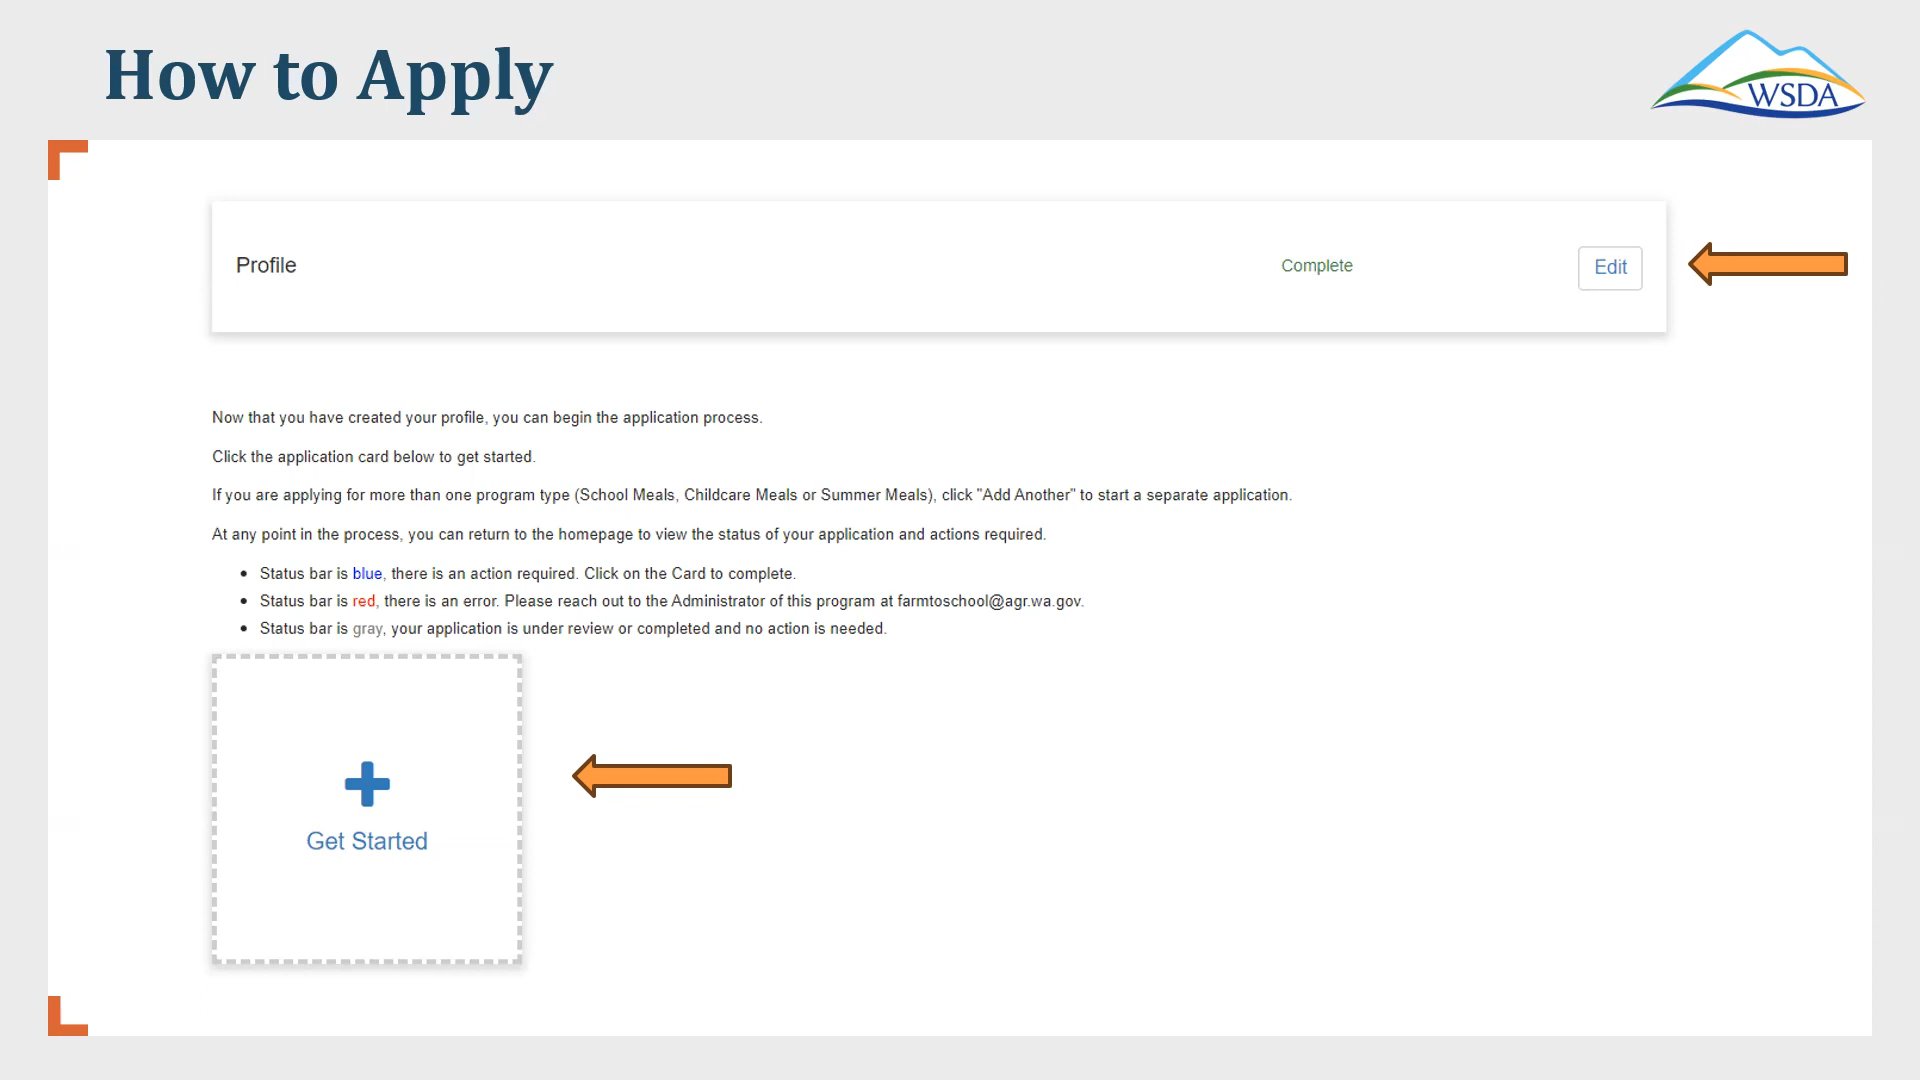 How to Apply
WSDA
Profile
Complete
Edit
Now that you have created your profile, you can begin the application process.
Click the application card below to get started.
If you are applying for more than one program type (School Meals, Childcare Meals or Summer Meals), click "Add Another" to start a separate application.
At any point in the process, you can return to the homepage to view the status of your application and actions required.
• Status bar is blue, there is an action required. Click on the Card to complete.
• Status bar is red, there is an error. Please reach out to the Administrator of this program at farmtoschool@agr.wa.gov.
• Status bar is gray, your application is under review or completed and no action is needed.
Get Started